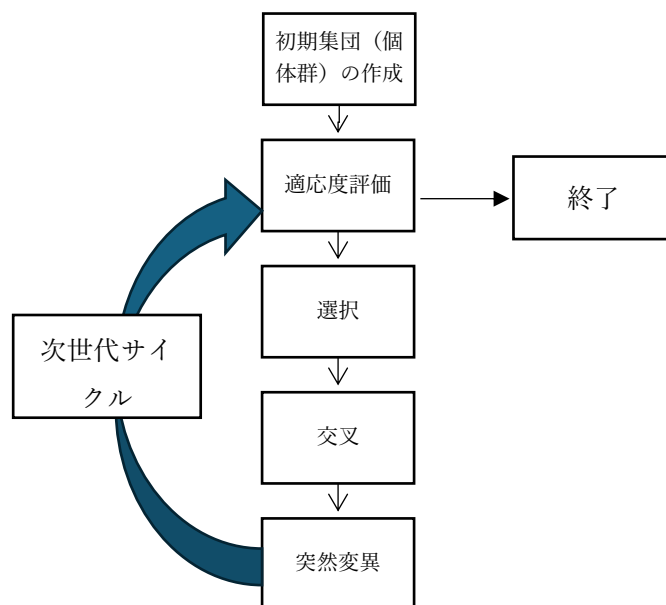 初期集団（個
体群）の作成
適応度評価
終了
選択
次世代サイ
クル
交叉
突然変異